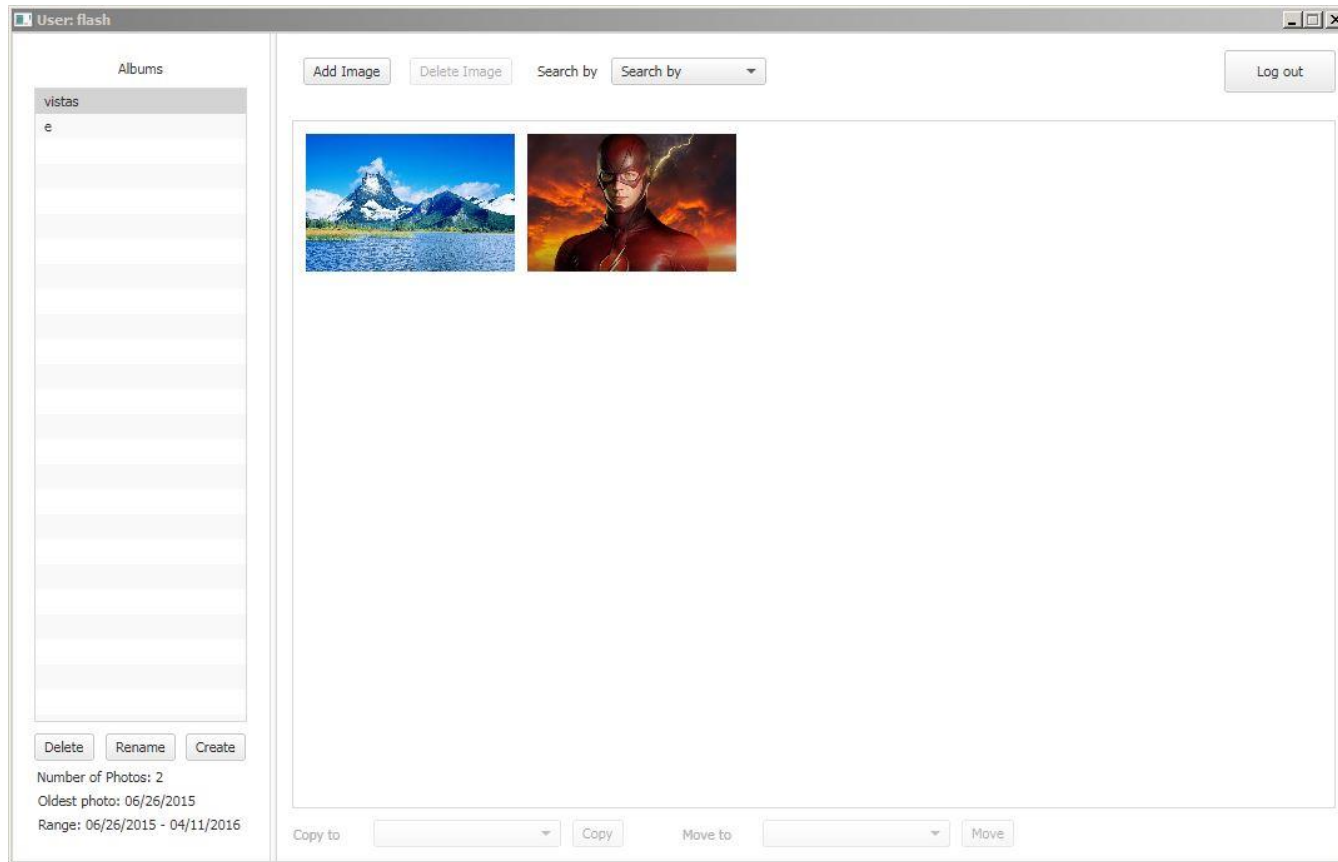 User: flash
Albums
vistas
e
Delete Rename Create
Number of Photos: 2
Oldest photo: 06/26/2015
Range: 06/26/2015 - 04/11/2016
Add Image Delete Image Search by Search by Log out
Copy to Copy Move to Move